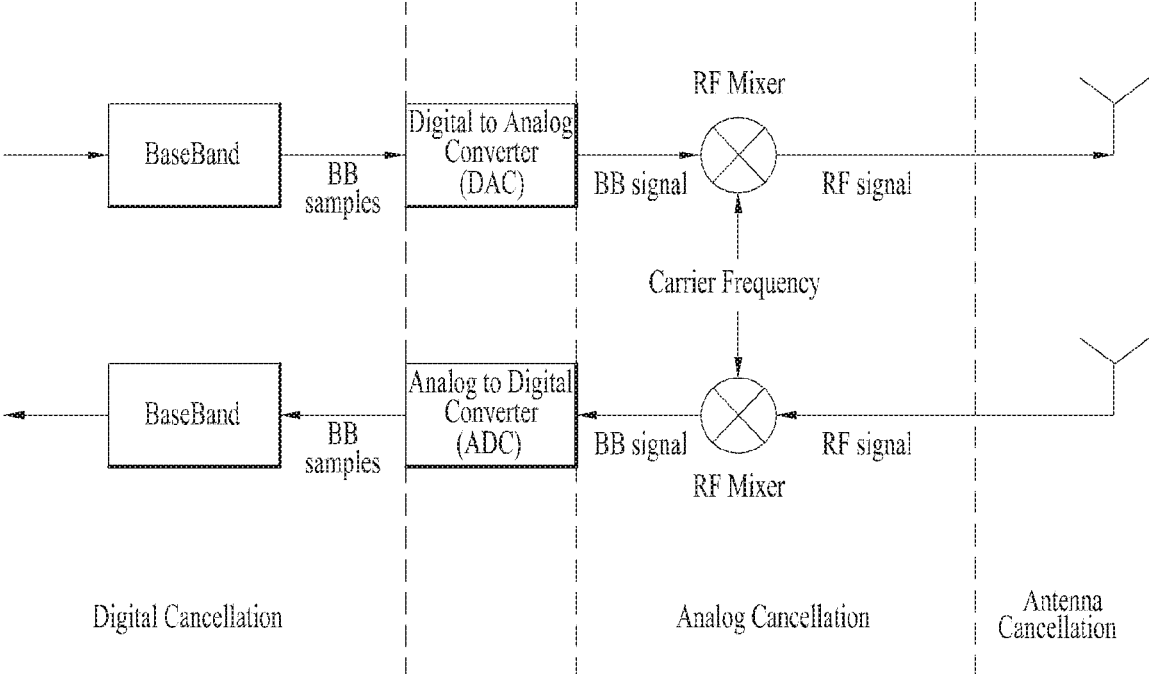 RF Mixer
BaseBand
BB
samples
Digital to Analog
Converter
(DAC)
BB signal
RF signal
Carrier Frequency
BaseBand
BB
samples
Analog to Digital
Converter
(ADC)
BB signal
RF signal
RF Mixer
Digital Cancellation
Analog Cancellation
Antenna
Cancellation